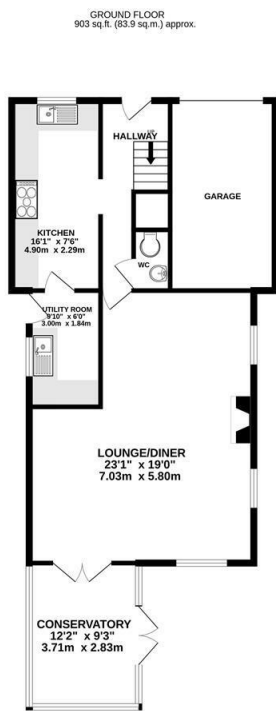 GROUND FLOOR
903 sq.ft. (83.9 sq.m.) approx.
HALLWAY
UP
GARAGE
KITCHEN
16'1" x 7'6"
4.90m x 2.29m
WC
UTILITY ROOM
9'10" x 6'0"
3.00m x 1.84m
LOUNGE/DINER
23'1" x 19'0"
7.03m x 5.80m
CONSERVATORY
12'2" x 9'3"
3.71m x 2.83m